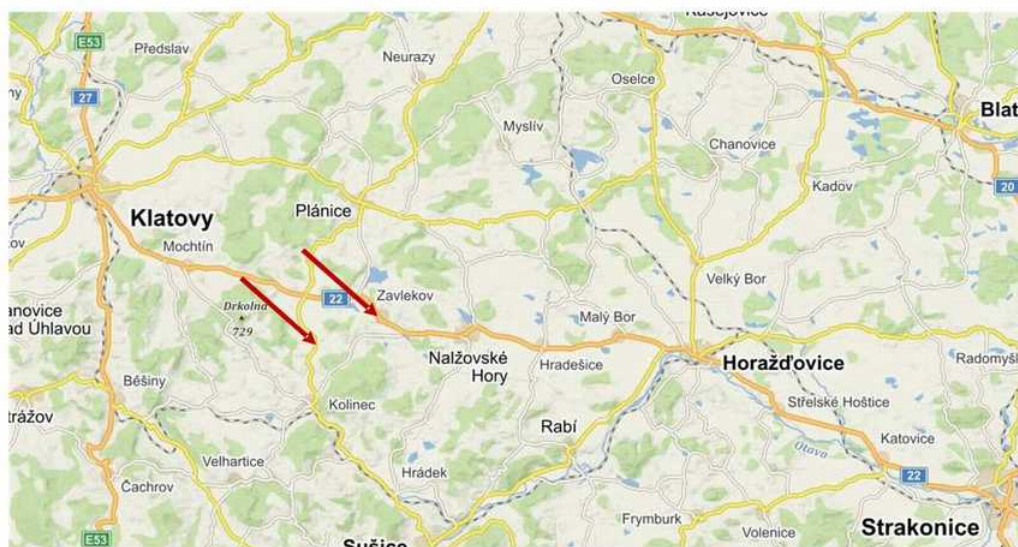 Kasejovice
E53
Předslav
Neurazy
Oselce
27
Blat
Myslív
Chanovice
20
Kadov
Plánice
Klatovy
Mochtín
Velký Bor
22
Zavlekov
Drkolná
729
anovice
ad Úhlavou
Malý Bor
Nalžovské
Hory
Hradešice
Horažďovice
Radomyšl
Běšiny
Kolinec
trážov
Střelské Hoštice
Rabí
Katovice
Otava
Velhartice
Hrádek
22
Čachrov
Frymburk
Volenice
Strakonice
E53
Sušice